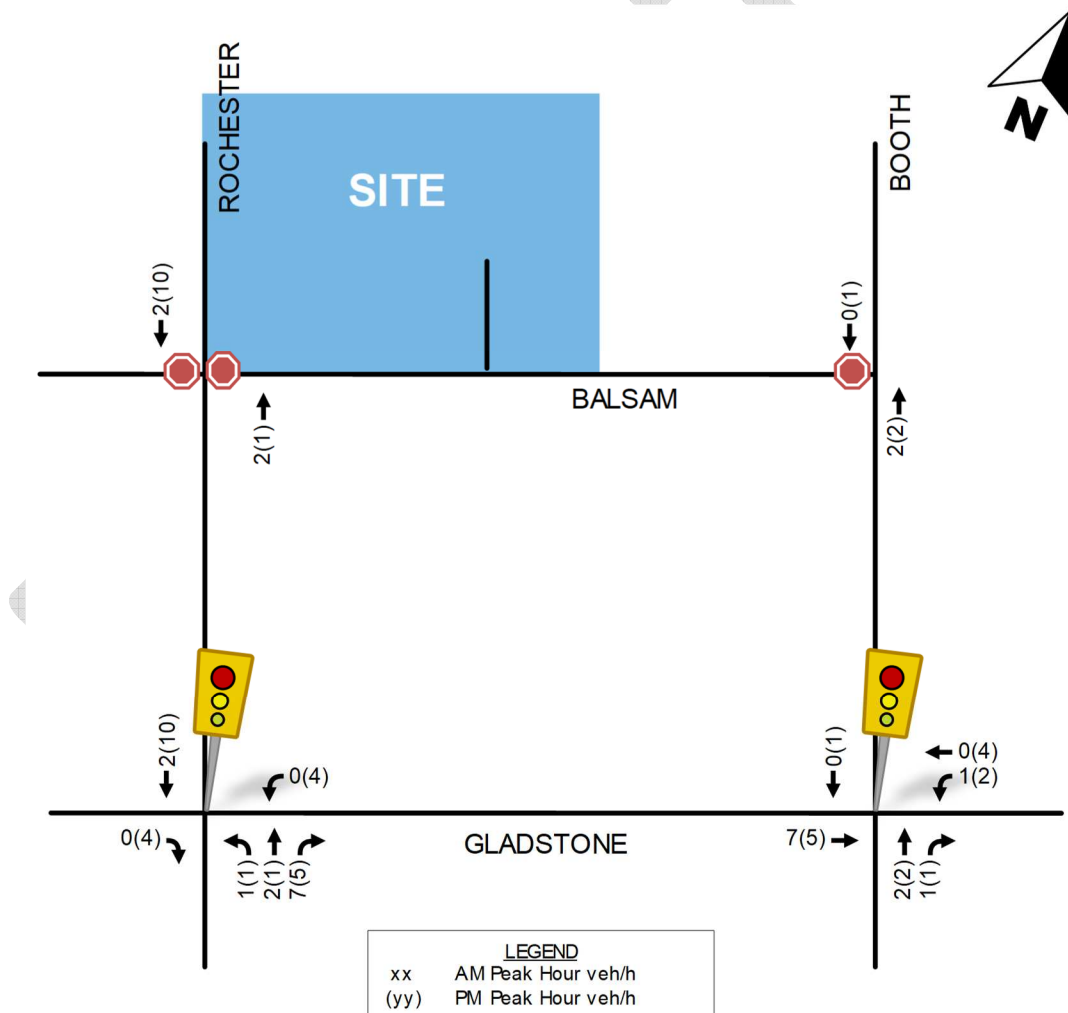 ROCHESTER
BOOTH
N
SITE
2(10)
0(1)
BALSAM
2(1)
2(2)
2(10)
0(4)
0(1)
0(4)
1(2)
0(4)
1(1)
2(1)
7(5)
GLADSTONE
7(5)
2(2)
1(1)
LEGEND
xx AM Peak Hour veh/h
(yy) PM Peak Hour veh/h